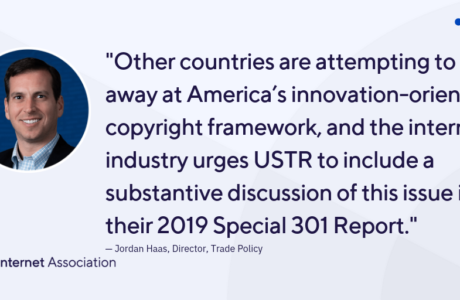 "Other countries are attempting to
away at America's innovation-orien
copyright framework, and the intern
industry urges USTR to include a
substantive discussion of this issue i
their 2019 Special 301 Report."
— Jordan Haas, Director, Trade Policy
nternet Association